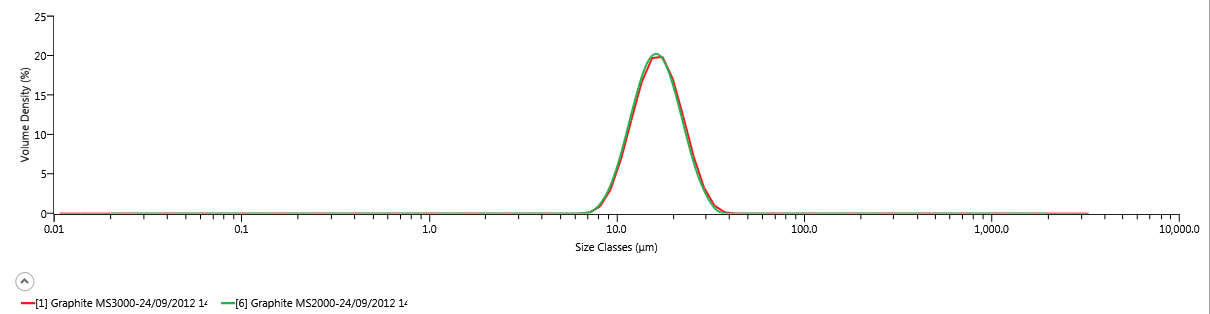 25
20
15
10
5
0
Volume Density (%)
0.01 0.1 1.0 10.0 100.0 1,000.0 10,000.0
Size Classes (µm)
[1] Graphite MS3000-24/09/2012 14 [6] Graphite MS2000-24/09/2012 14